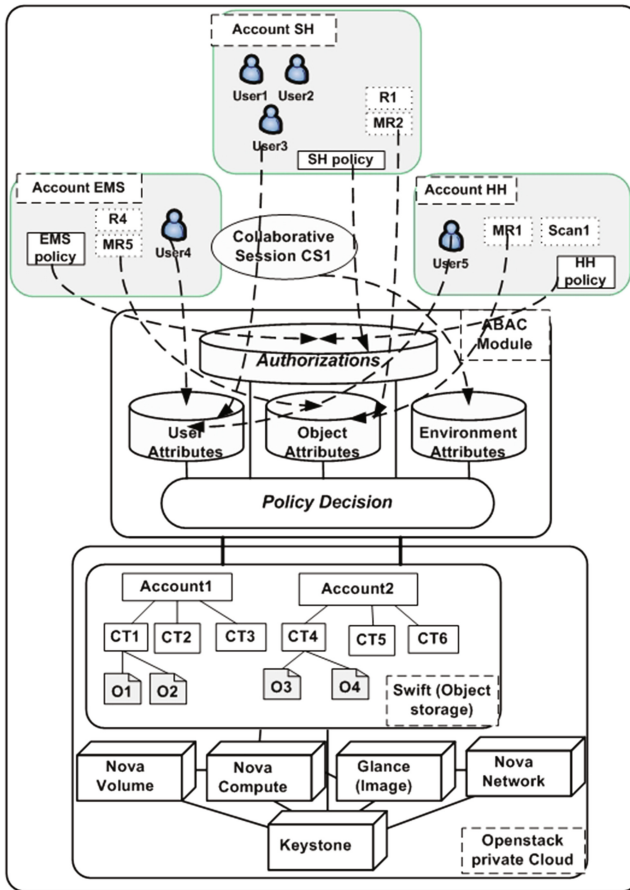 Account SH
User1
User2
User3
R1
MR2
SH policy
Account EMS
R4
MR5
EMS
policy
User4
Collaborative
Session CS1
Account HH
User5
MR1
Scan1
HH
policy
ABAC
Module
Authorizations
User
Attributes
Object
Attributes
Environment
Attributes
Policy Decision
Account1
Account2
CT1
CT2
CT3
CT4
CT5
CT6
O1
O2
O3
O4
Swift (Object
storage)
Nova
Volume
Nova
Compute
Glance
(Image)
Nova
Network
Keystone
Openstack
private Cloud